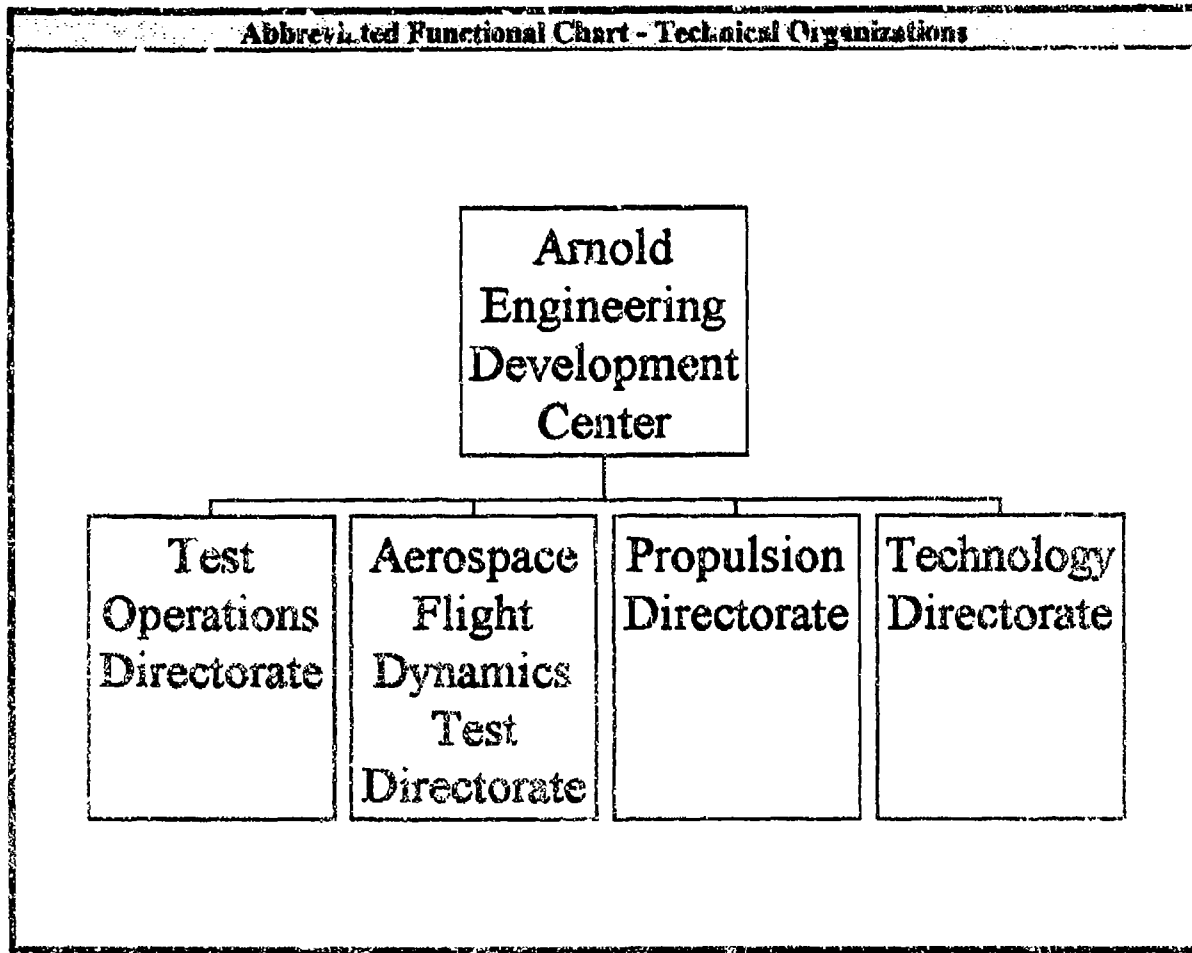 Abbreviated Functional Chart - Technical Organizations
Arnold
Engineering
Development
Center
Test
Operations
Directorate
Aerospace
Flight
Dynamics
Test
Directorate
Propulsion
Directorate
Technology
Directorate